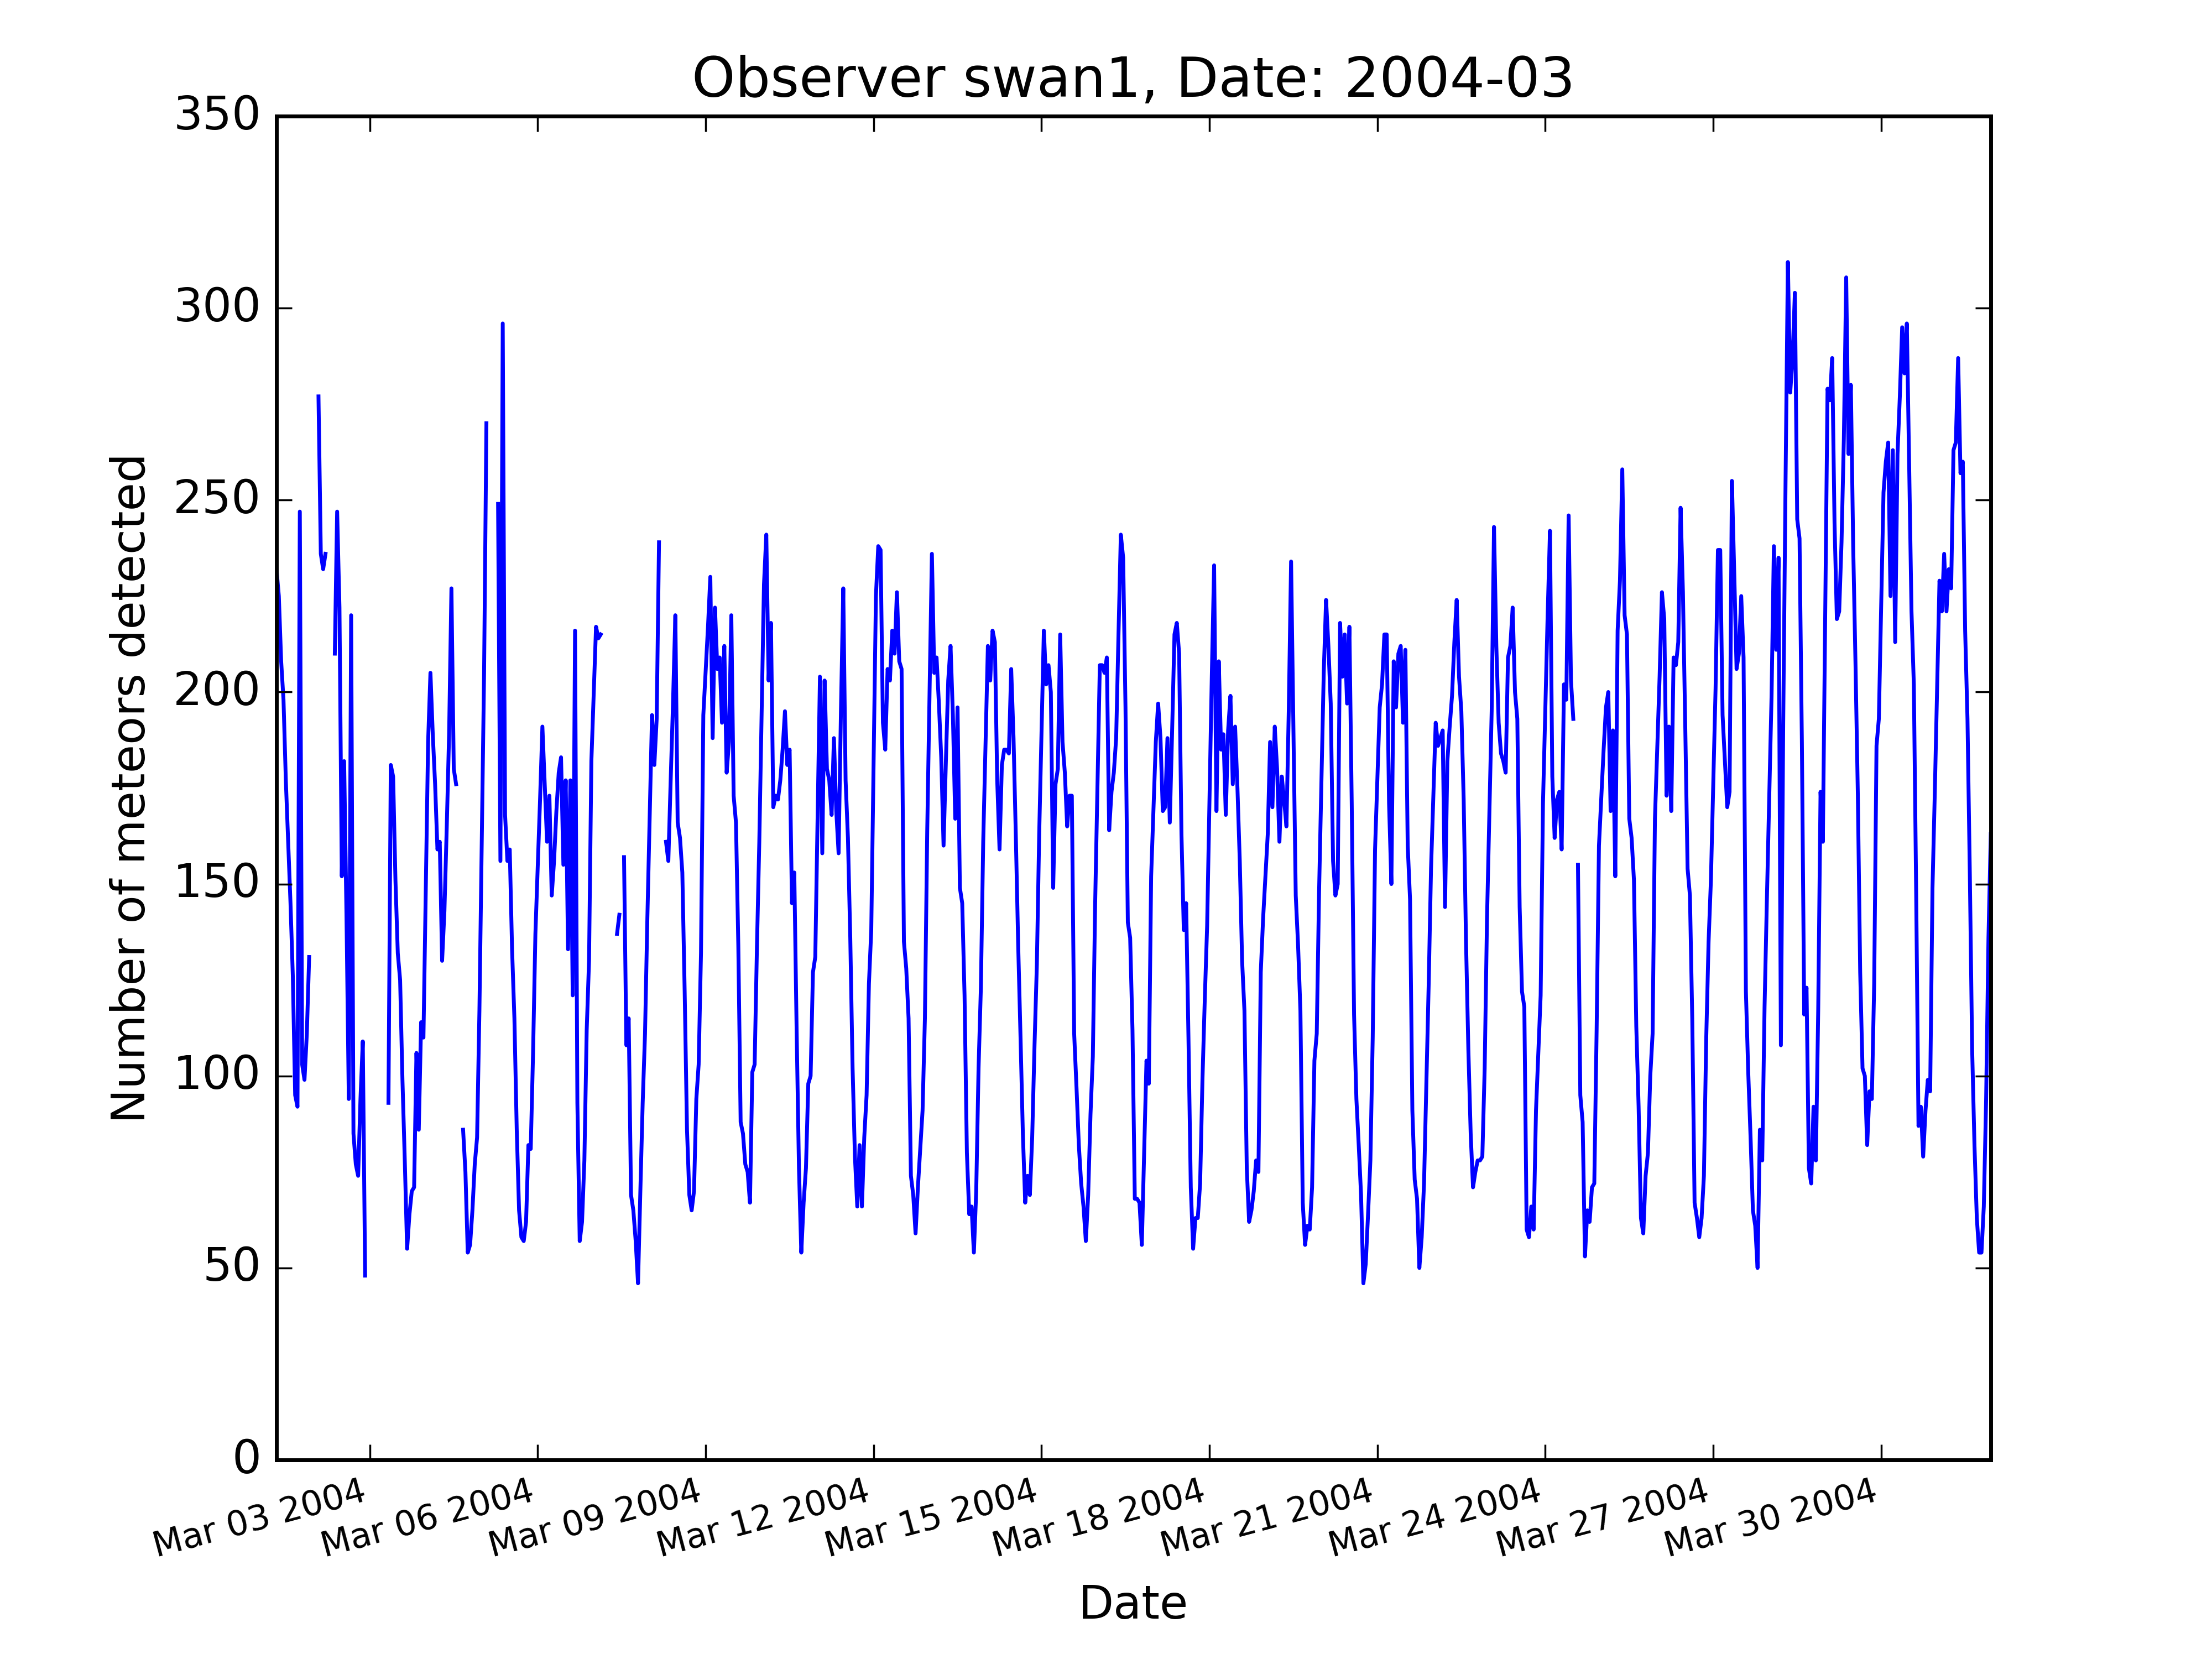 Observer swan1, Date: 2004-03
Number of meteors detected
350
300
250
200
150
100
50
0
Mar 03 2004
Mar 06 2004
Mar 09 2004
Mar 12 2004
Mar 15 2004
Mar 18 2004
Mar 21 2004
Mar 24 2004
Mar 27 2004
Mar 30 2004
Date